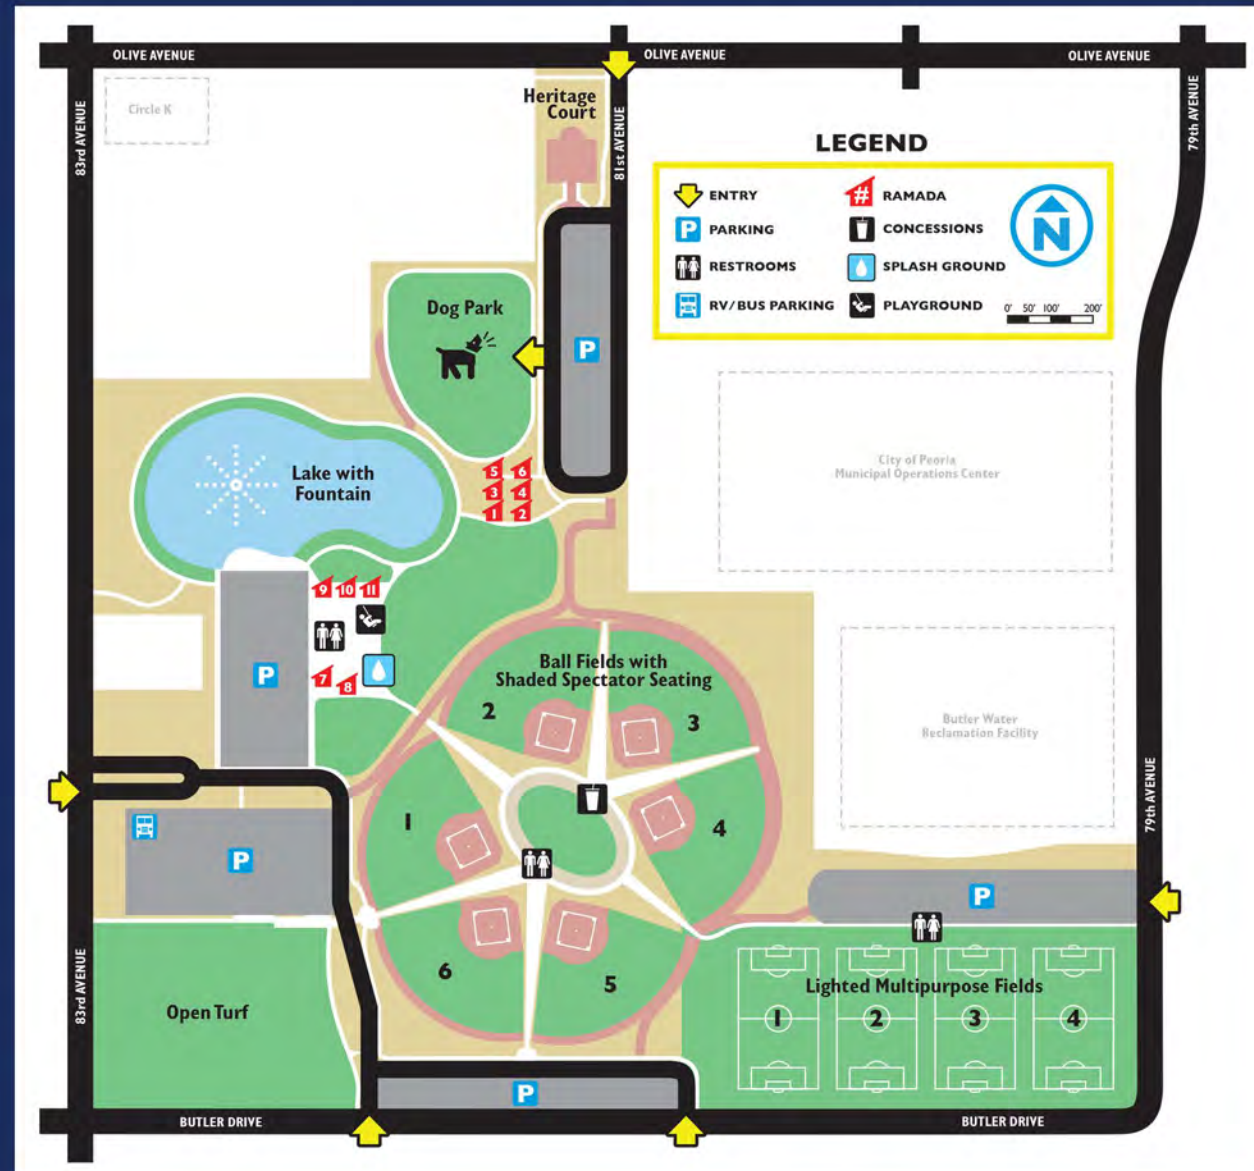 OLIVE AVENUE
OLIVE AVENUE
OLIVE AVENUE
Circle K
83rd AVENUE
Heritage
Court
81st AVENUE
79th AVENUE
LEGEND
ENTRY
P PARKING
RESTROOMS
RV/BUS PARKING
# RAMADA
CONCESSIONS
SPLASH GROUND
PLAYGROUND
N
0' 50' 100' 200'
Dog Park
P
City of Peoria
Municipal Operations Center
Lake with
Fountain
5 6
3 4
1 2
9 10 11
P
7 8
Ball Fields with
Shaded Spectator Seating
2
3
Butler Water
Reclamation Facility
79th AVENUE
1
4
P
P
6
5
83rd AVENUE
Open Turf
Lighted Multipurpose Fields
1 2 3 4
P
BUTLER DRIVE
BUTLER DRIVE